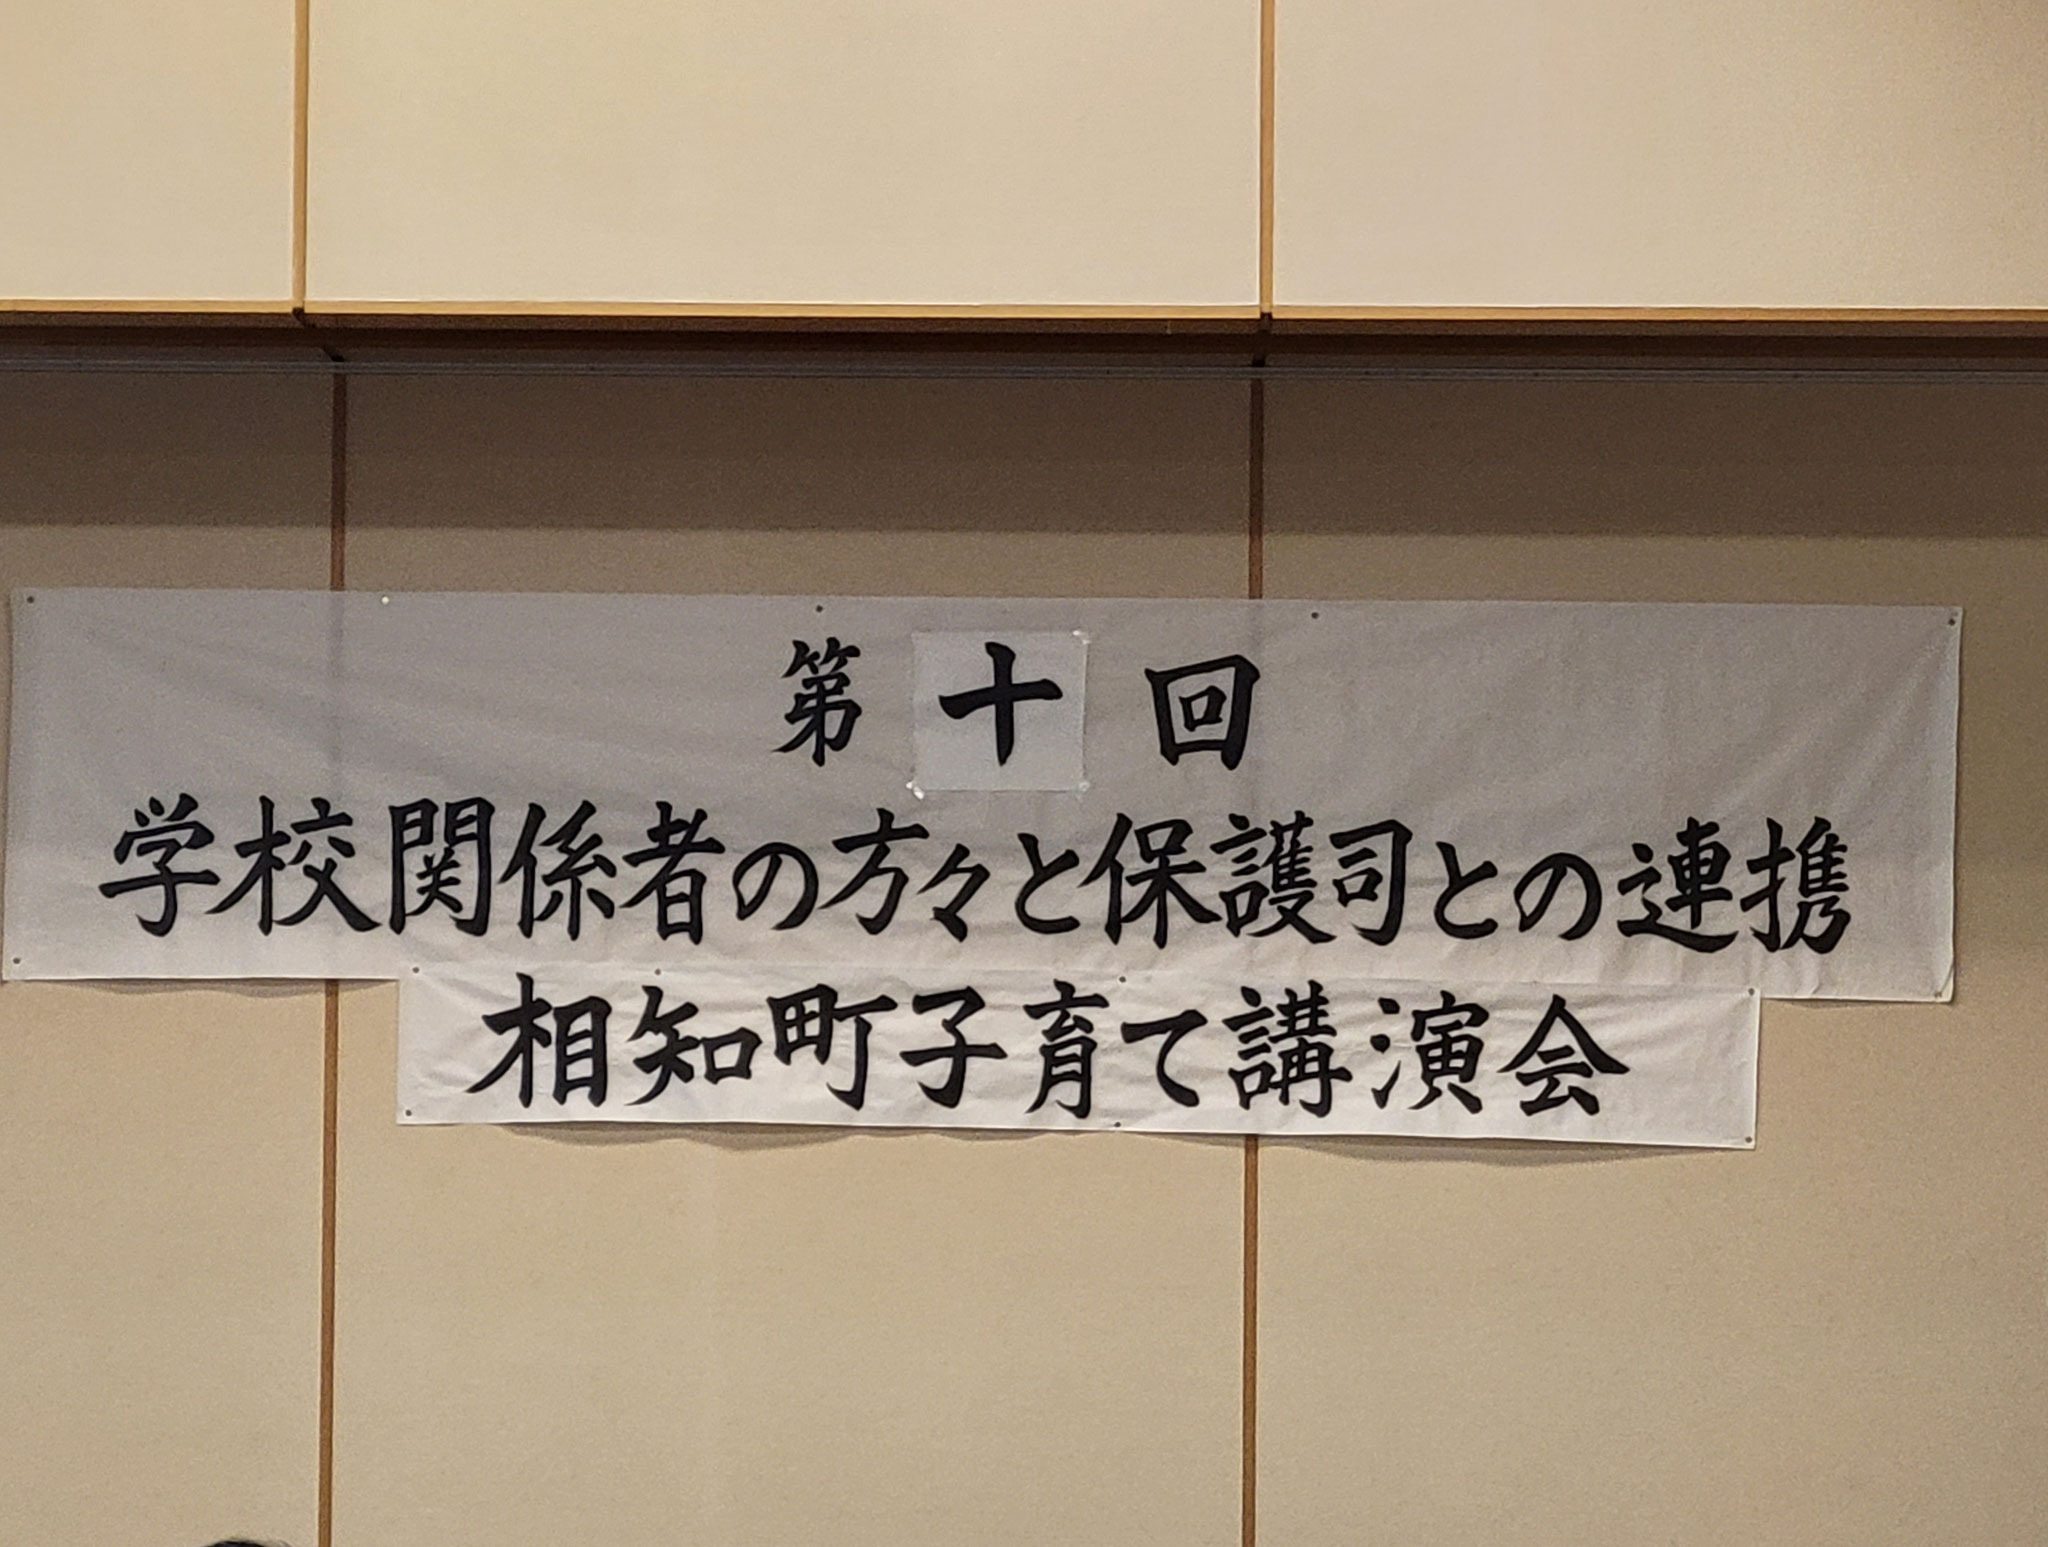 第十回
学校関係者の方々と保護司との連携
相知町子育て講演会